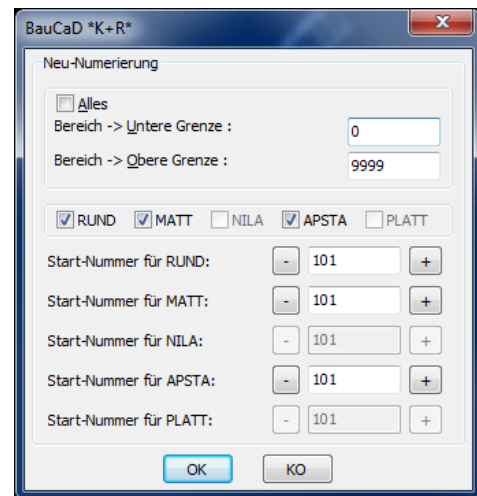 BauCaD *K+R*
Neu-Numerierung
Alles
Bereich -> Untere Grenze : 0
Bereich -> Obere Grenze : 9999
RUND MATT NILA APSTA PLATT
Start-Nummer für RUND: - 101 +
Start-Nummer für MATT: - 101 +
Start-Nummer für NILA: - 101 +
Start-Nummer für APSTA: - 101 +
Start-Nummer für PLATT: - 101 +
OK KO